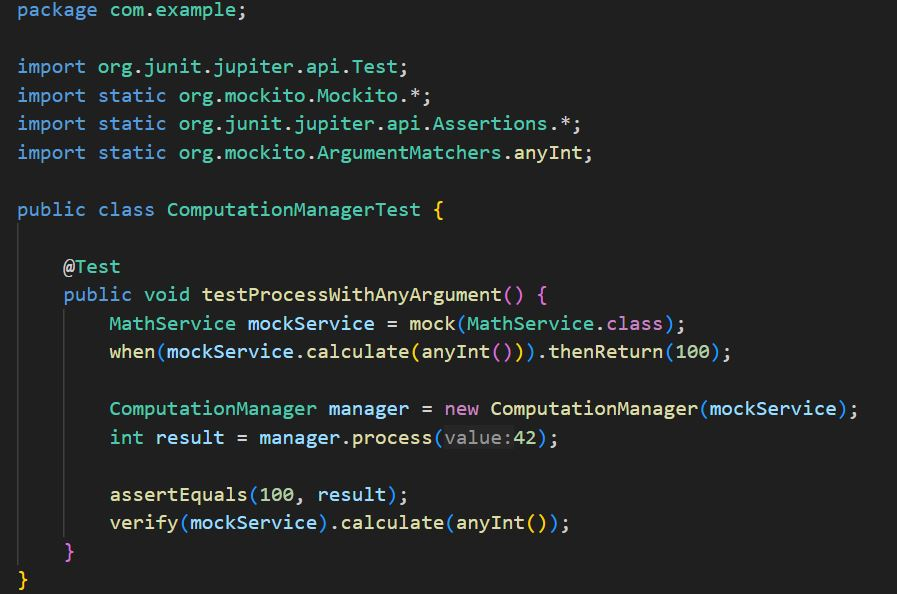 package com.example;
import org.junit.jupiter.api.Test;
import static org.mockito.Mockito.*;
import static org.junit.jupiter.api.Assertions.*;
import static org.mockito.ArgumentMatchers.anyInt;
public class ComputationManagerTest {
@Test
public void testProcessWithAnyArgument() {
MathService mockService = mock(MathService.class);
when(mockService.calculate(anyInt())).thenReturn(100);
ComputationManager manager = new ComputationManager(mockService);
int result = manager.process(value:42);
assertEquals(100, result);
verify(mockService).calculate(anyInt());
}
}